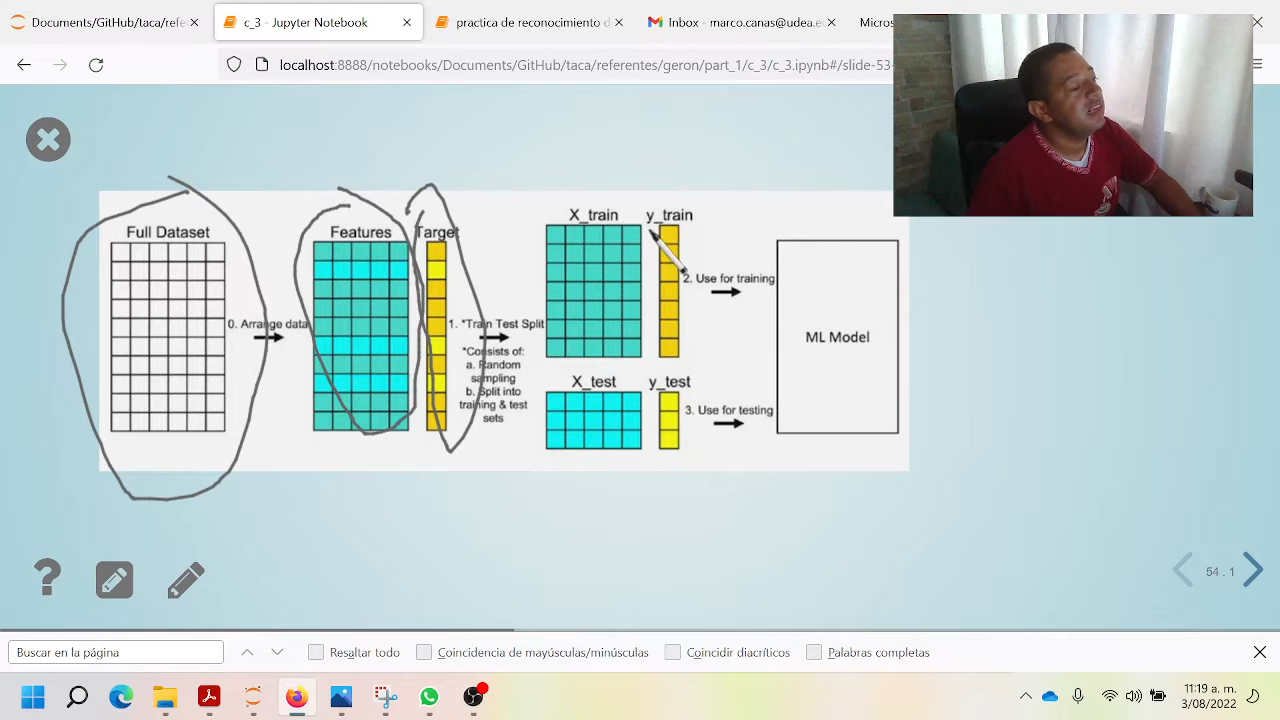 Documents/GitHub/taca/refe
c_3 - Jupyter Notebook
practica de reconocimiento d
Inbox - marco.canas@udea.e
Micros
localhost:8888/notebooks/Documents/GitHub/taca/referentes/geron/part_1/c_3/c_3.ipynb#/slide-53-
Full Dataset
0. Arrange data
Features
Target
1. *Train Test Split
*Consists of:
a. Random
sampling
b. Split into
training & test
sets
X_train
y_train
2. Use for training
X_test
y_test
3. Use for testing
ML Model
?
54 . 1
Buscar en la página
Resaltar todo
Coincidencia de mayúsculas/minúsculas
Coincidir diacríticos
Palabras completas
11:19 a. m.
3/08/2022